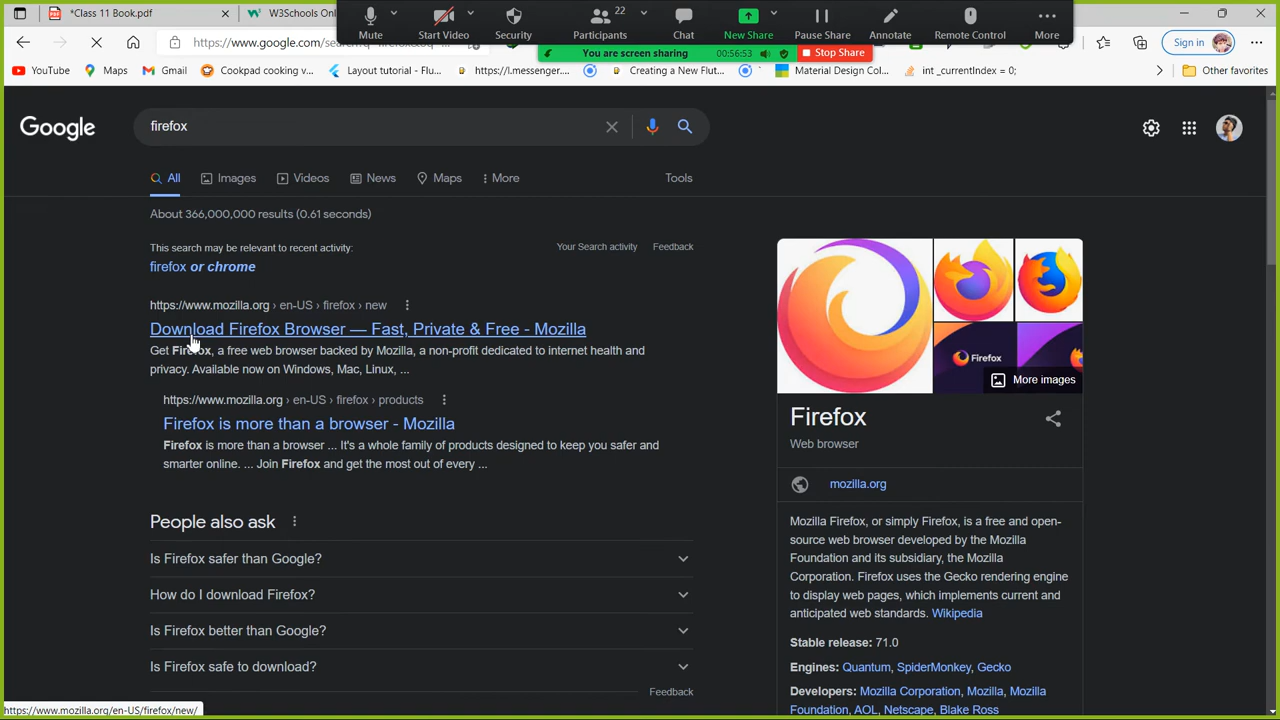 *Class 11 Book.pdf
W3Schools Onl
Mute
Start Video
Security
22
Participants
Chat
New Share
Pause Share
Annotate
Remote Control
More
https://www.google.com/sear
You are screen sharing
00:56:53
Stop Share
Sign in
YouTube
Maps
Gmail
Cookpad cooking v...
Layout tutorial - Flu...
https://l.messenger...
Creating a New Flut...
Material Design Col...
int _currentIndex = 0;
Other favorites
Google
firefox
All
Images
Videos
News
Maps
More
Tools
About 366,000,000 results (0.61 seconds)
This search may be relevant to recent activity:
Your Search activity
Feedback
firefox or chrome
https://www.mozilla.org › en-US › firefox › new
Download Firefox Browser — Fast, Private & Free - Mozilla
Get Firefox, a free web browser backed by Mozilla, a non-profit dedicated to internet health and
privacy. Available now on Windows, Mac, Linux, ...
https://www.mozilla.org › en-US › firefox › products
Firefox is more than a browser - Mozilla
Firefox is more than a browser ... It's a whole family of products designed to keep you safer and
smarter online. ... Join Firefox and get the most out of every ...
People also ask
Is Firefox safer than Google?
How do I download Firefox?
Is Firefox better than Google?
Is Firefox safe to download?
Feedback
Firefox
More images
Firefox
Web browser
mozilla.org
Mozilla Firefox, or simply Firefox, is a free and open-
source web browser developed by the Mozilla
Foundation and its subsidiary, the Mozilla
Corporation. Firefox uses the Gecko rendering engine
to display web pages, which implements current and
anticipated web standards. Wikipedia
Stable release: 71.0
Engines: Quantum, SpiderMonkey, Gecko
Developers: Mozilla Corporation, Mozilla, Mozilla
Foundation, AOL, Netscape, Blake Ross
https://www.mozilla.org/en-US/firefox/new/